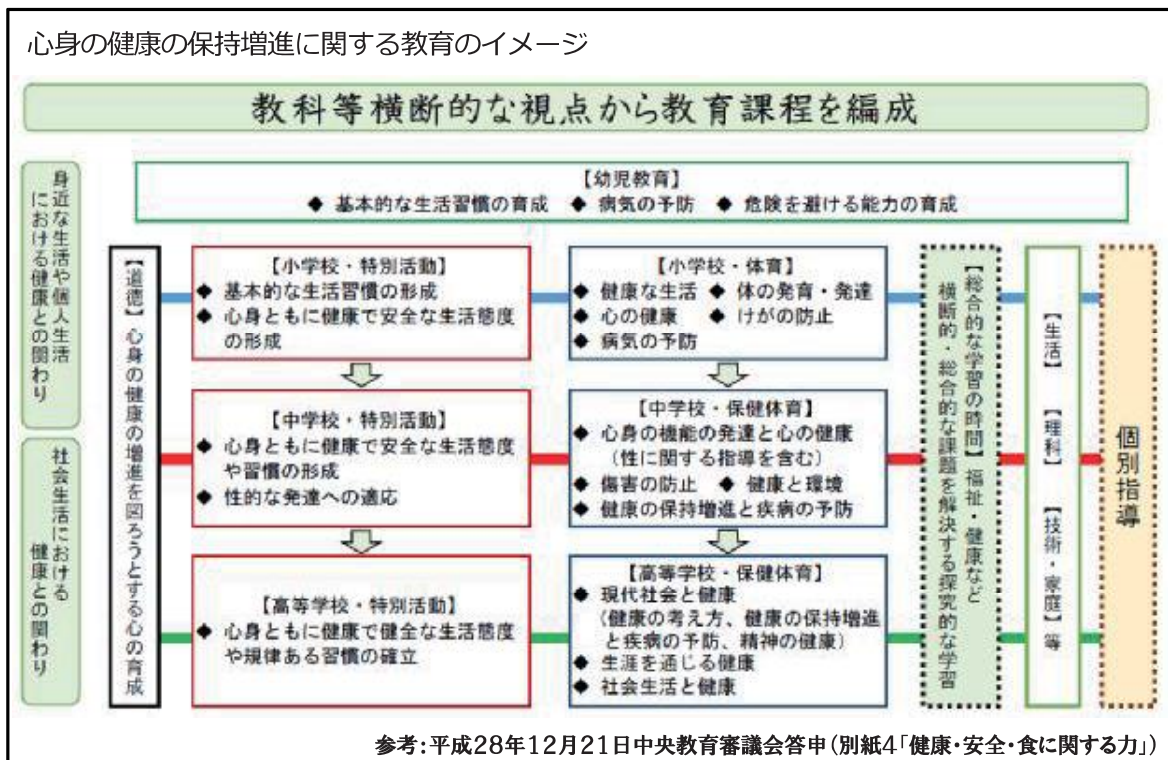 心身の健康の保持増進に関する教育のイメージ
教科等横断的な視点から教育課程を編成
身近な生活や個人生活
における健康との関わり
社会生活における
健康との関わり
【幼児教育】
◆ 基本的な生活習慣の育成 ◆ 病気の予防 ◆ 危険を避ける能力の育成
【道徳】心身の健康の増進を図ろうとする心の育成
【小学校・特別活動】
◆ 基本的な生活習慣の形成
◆ 心身ともに健康で安全な生活態度
の形成
【中学校・特別活動】
◆ 心身ともに健康で安全な生活態度
や習慣の形成
◆ 性的な発達への適応
【高等学校・特別活動】
◆ 心身ともに健康で健全な生活態度
や規律ある習慣の確立
【小学校・体育】
◆ 健康な生活 ◆ 体の発育・発達
◆ 心の健康 ◆ けがの防止
◆ 病気の予防
【中学校・保健体育】
◆ 心身の機能の発達と心の健康
(性に関する指導を含む)
◆ 傷害の防止 ◆ 健康と環境
◆ 健康の保持増進と疾病の予防
【高等学校・保健体育】
◆ 現代社会と健康
(健康の考え方、健康の保持増進
と疾病の予防、精神の健康)
◆ 生涯を通じる健康
◆ 社会生活と健康
【総合的な学習の時間】福祉・健康など
横断的・総合的な課題を解決する探究的な学習
【生活】 【理科】 【技術・家庭】等
個別指導
参考:平成28年12月21日中央教育審議会答申(別紙4「健康・安全・食に関する力」)